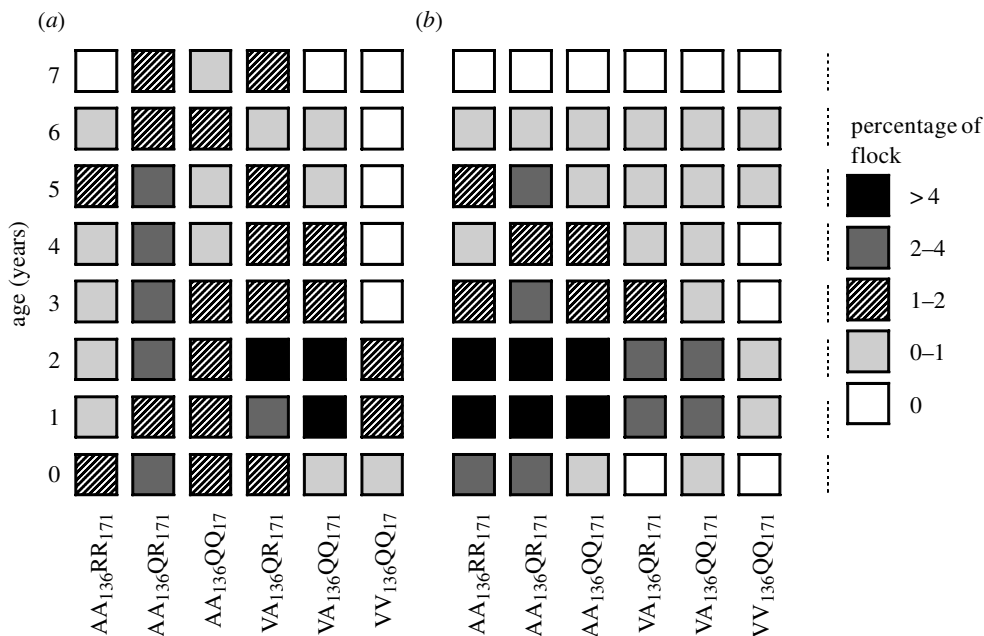 (a)
(b)
7
6
5
4
3
2
1
0
age (years)
AA136RR171
AA136QR171
AA136QQ17
VA136QR171
VA136QQ171
VV136QQ17
AA136RR171
AA136QR171
AA136QQ171
VA136QR171
VA136QQ171
VV136QQ171
percentage of
flock
> 4
2–4
1–2
0–1
0